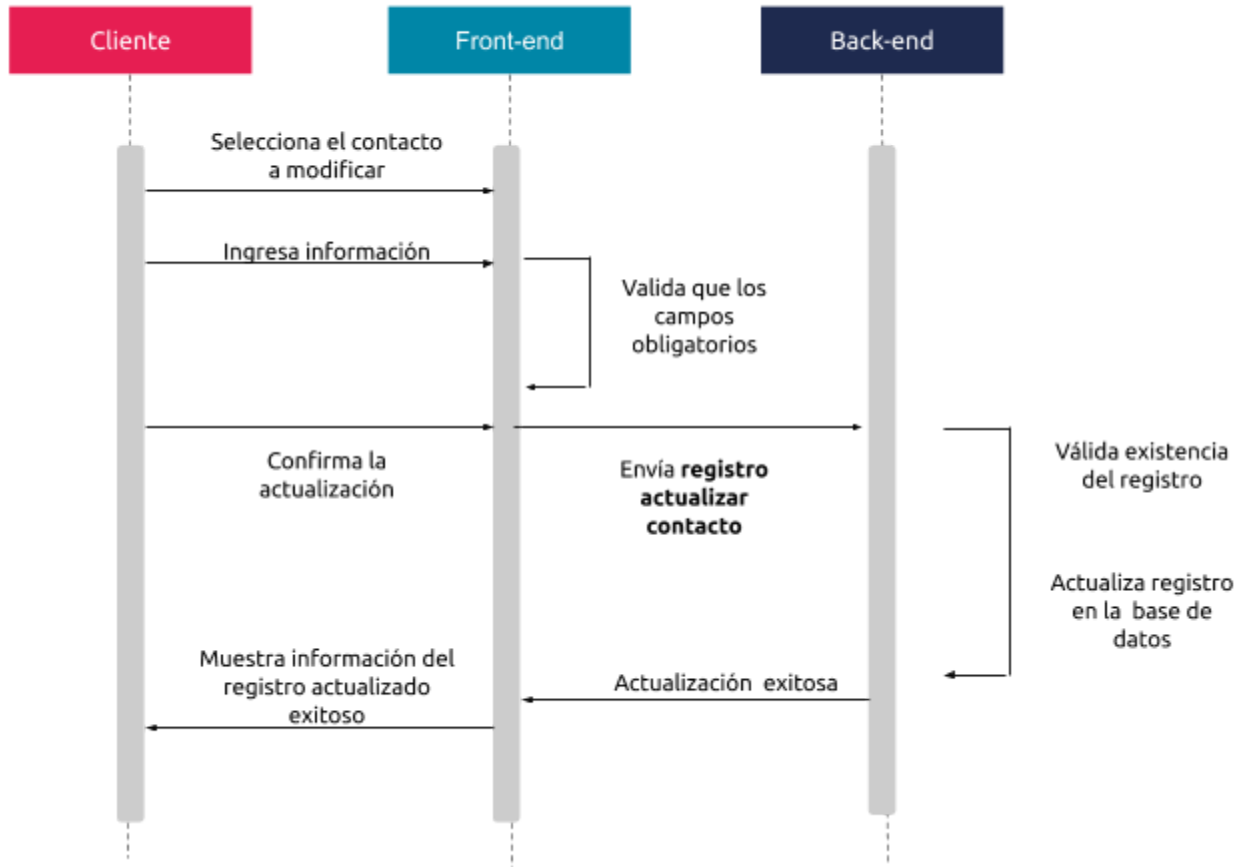 Cliente
Front-end
Back-end
Selecciona el contacto
a modificar
Ingresa información
Valida que los
campos
obligatorios
Confirma la
actualización
Envía registro
actualizar
contacto
Válida existencia
del registro
Actualiza registro
en la base de
datos
Muestra información del
registro actualizado
exitoso
Actualización exitosa